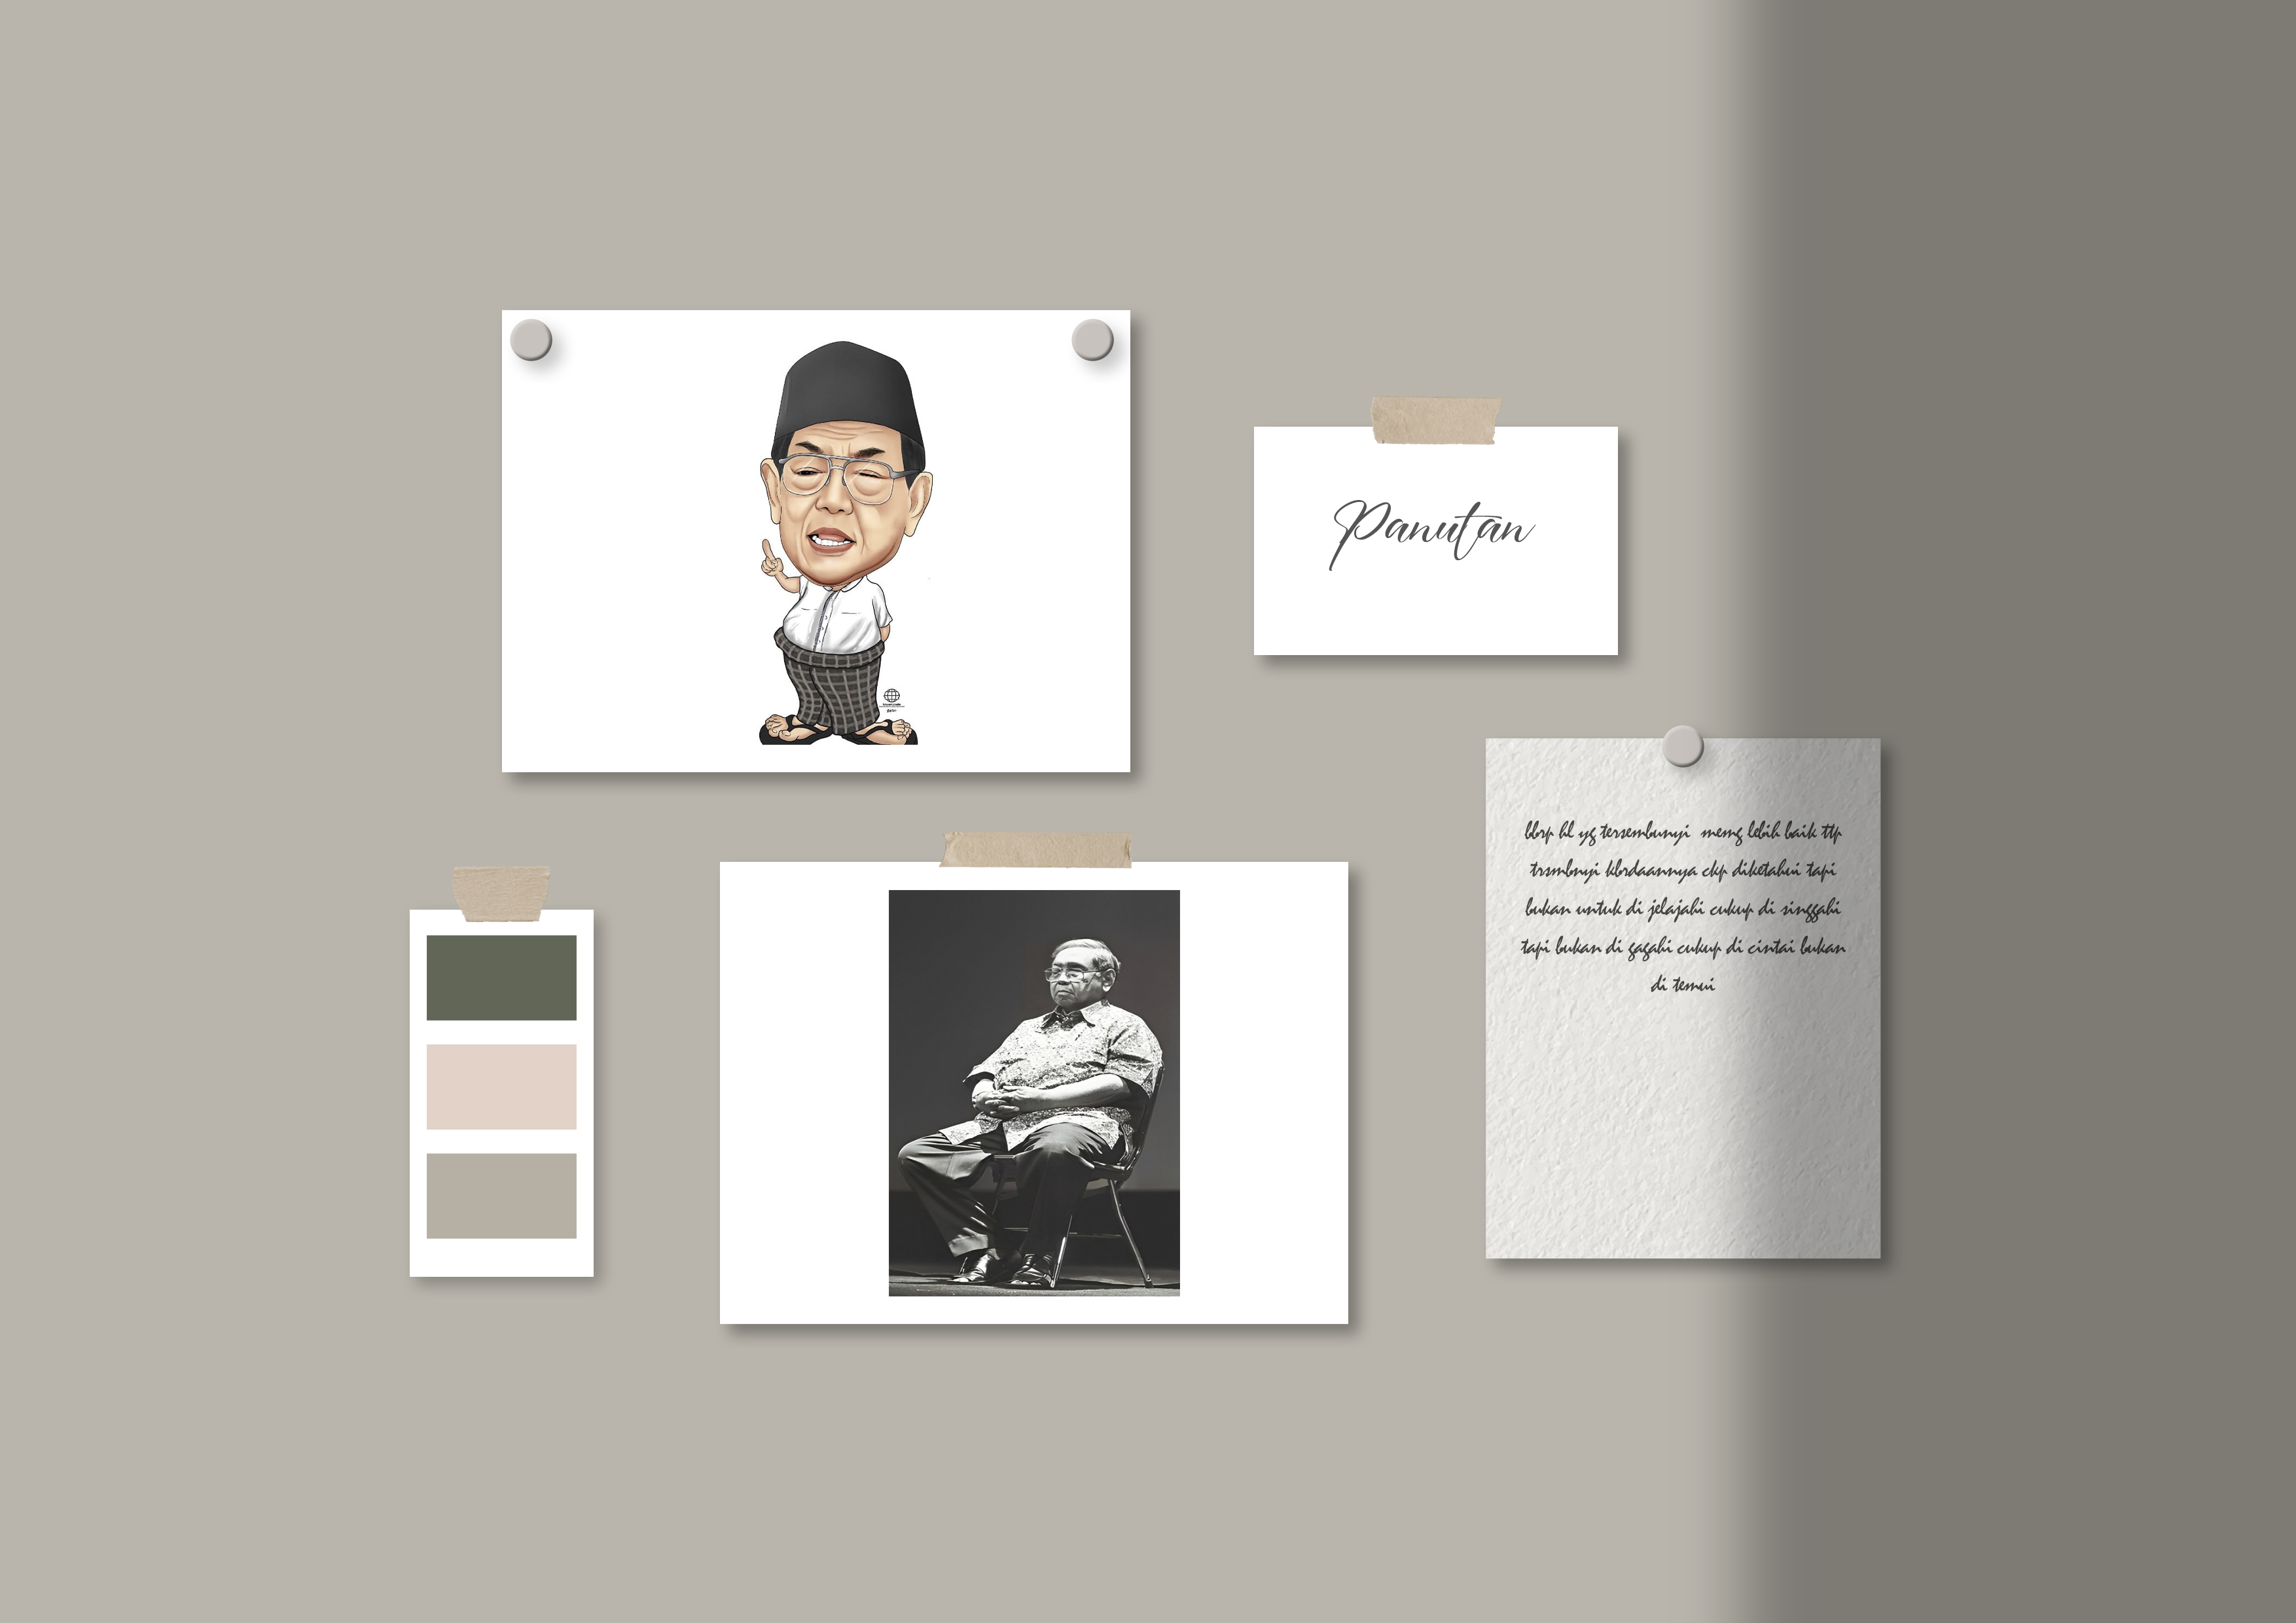 Panutan
bbrp hl yg tersembunyi memg lebih baik ttp
trsmbnyi kbrdaannya ckp diketahui tapi
bukan untuk di jelajahi cukup di singgahi
tapi bukan di gagahi cukup di cintai bukan
di temui